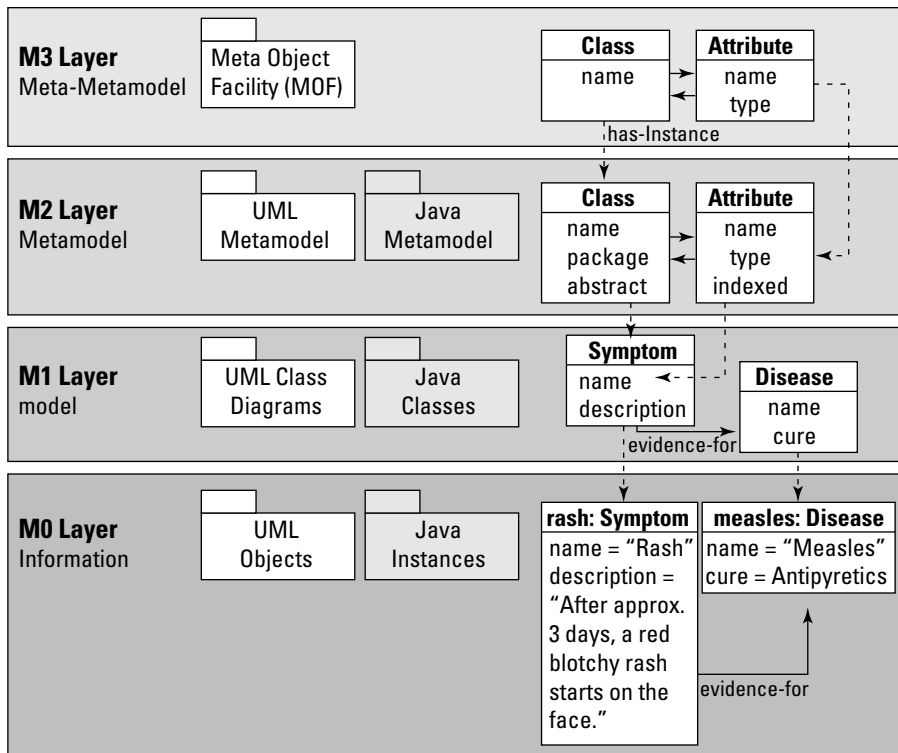 M3 Layer
Meta-Metamodel
Meta Object
Facility (MOF)
Class
name
Attribute
name
type
has-Instance
M2 Layer
Metamodel
UML
Metamodel
Java
Metamodel
Class
name
package
abstract
Attribute
name
type
indexed
M1 Layer
model
UML Class
Diagrams
Java
Classes
Symptom
name
description
Disease
name
cure
evidence-for
M0 Layer
Information
UML
Objects
Java
Instances
rash: Symptom
name = “Rash”
description =
“After approx.
3 days, a red
blotchy rash
starts on the
face.”
measles: Disease
name = “Measles”
cure = Antipyretics
evidence-for